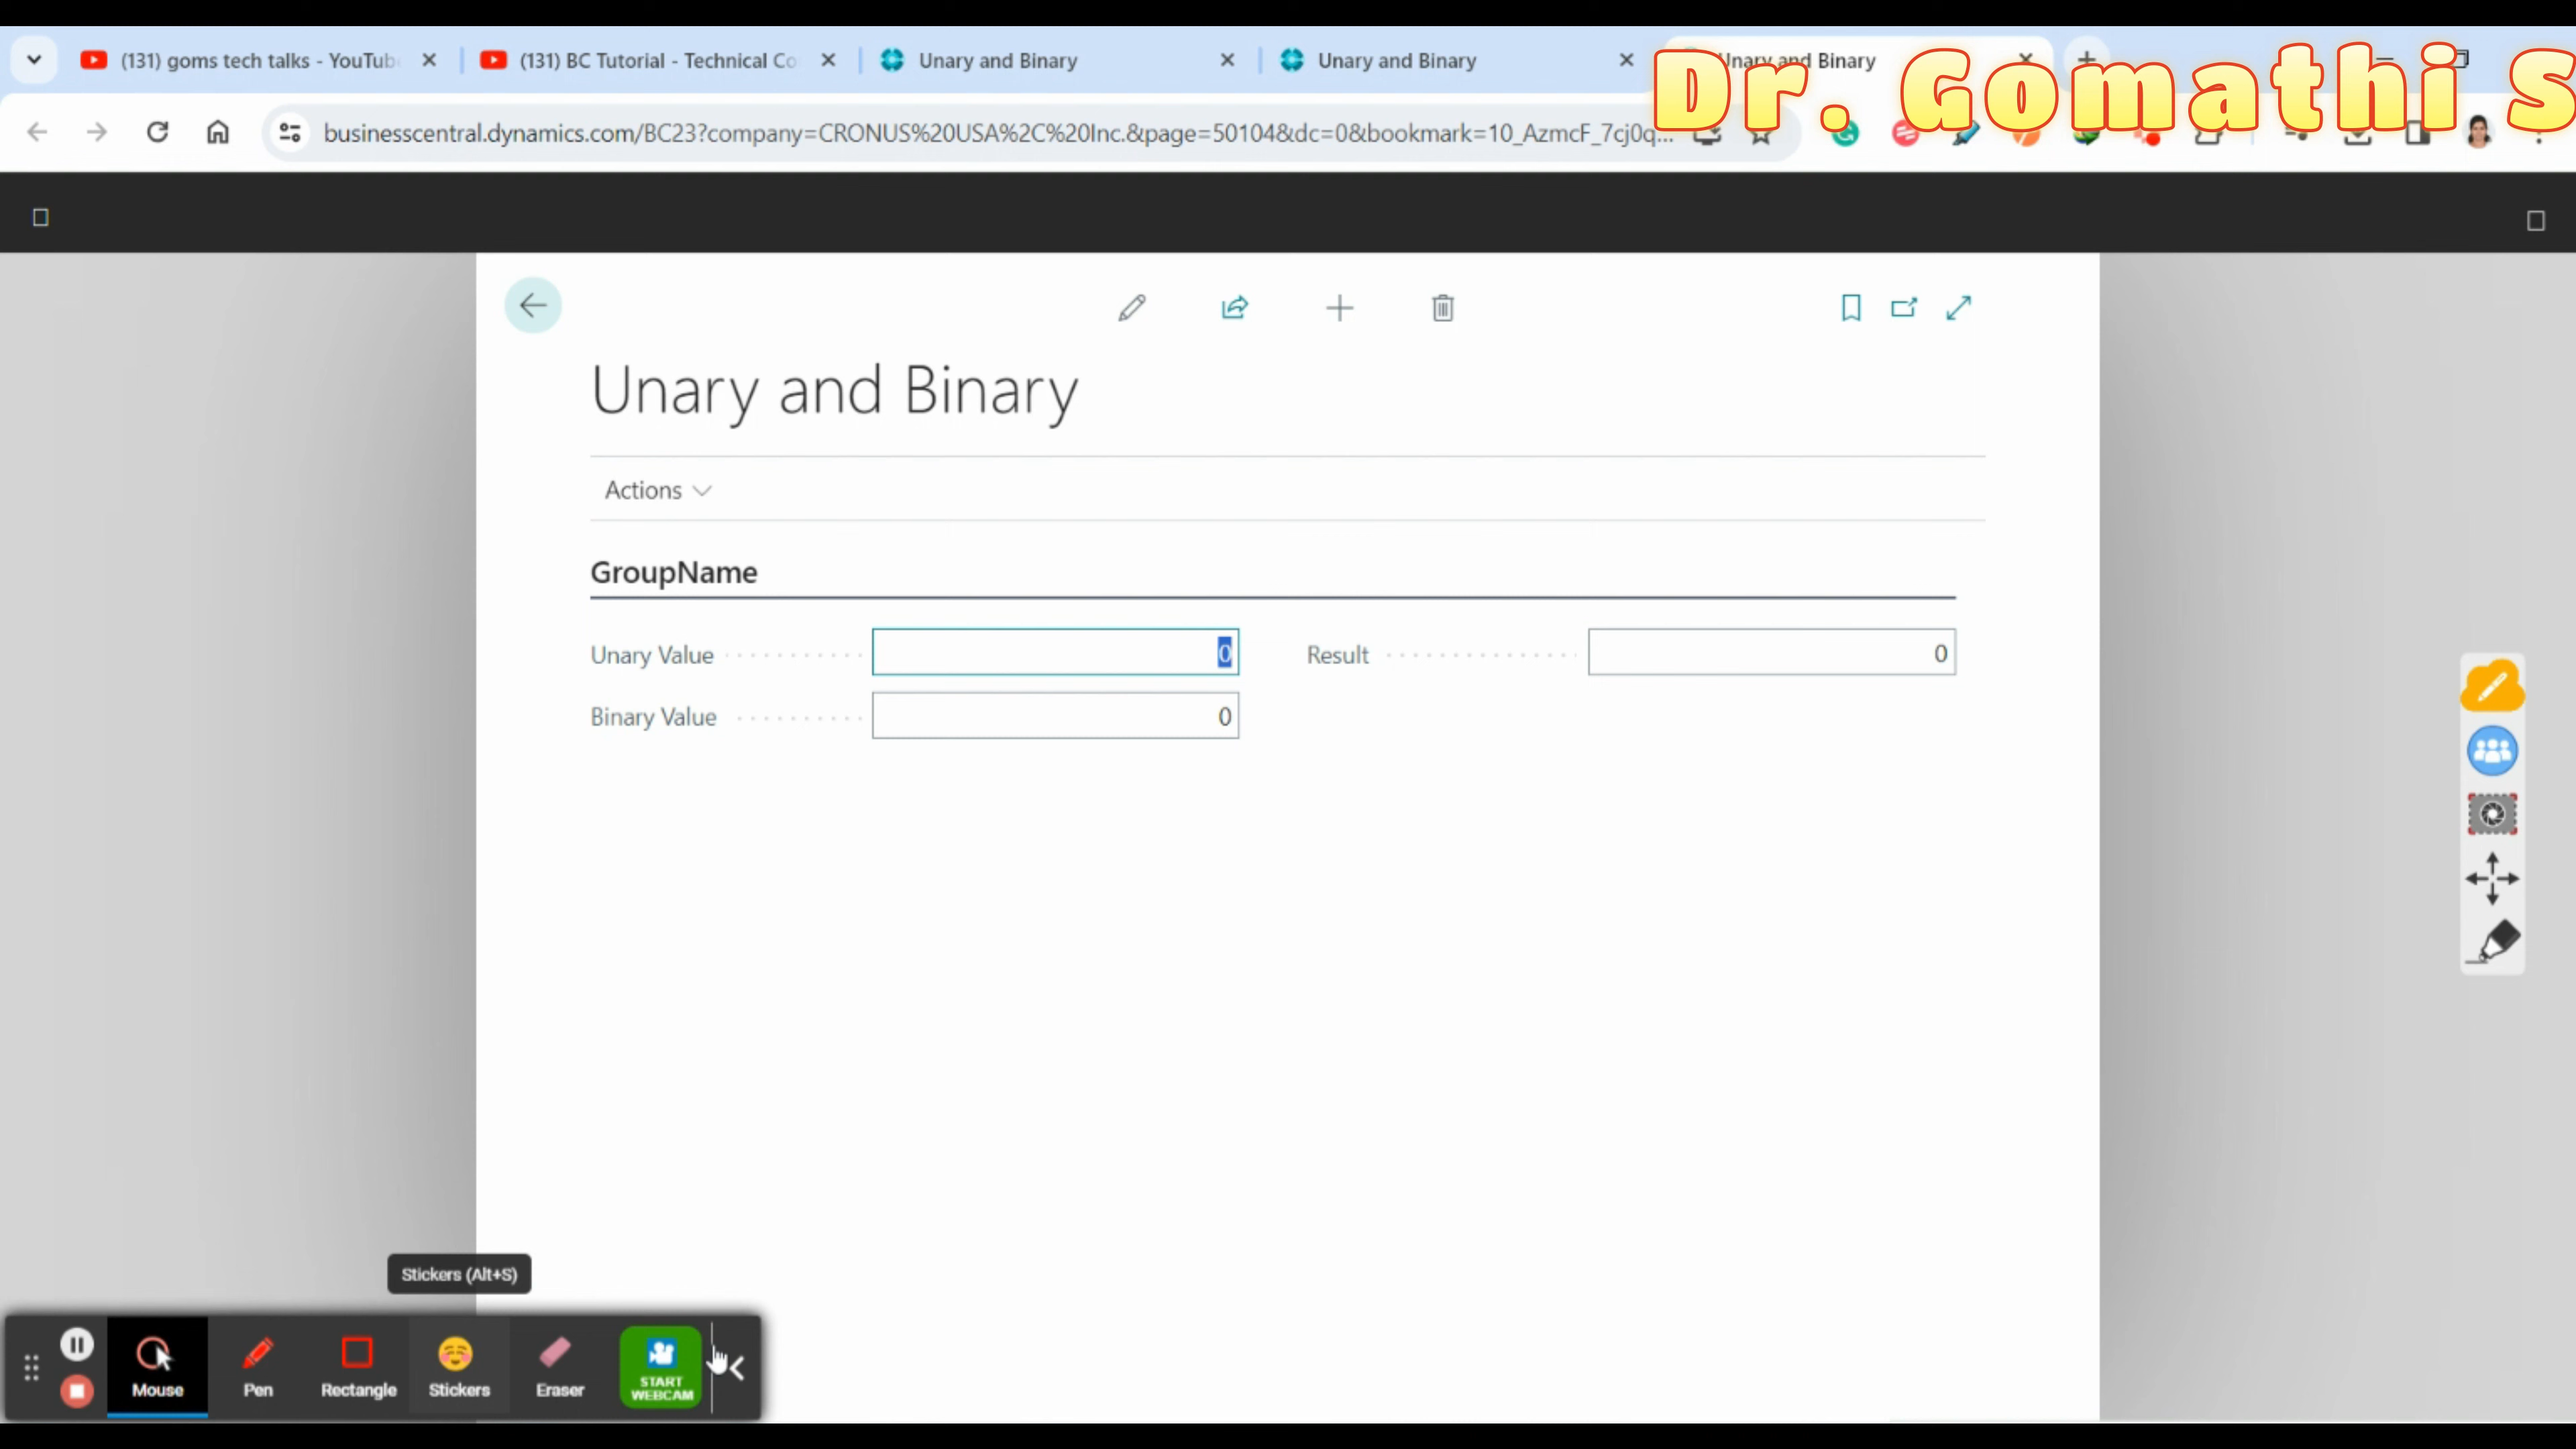 (131) goms tech talks - YouTub
(131) BC Tutorial - Technical Co
Unary and Binary
Unary and Binary
Unary and Binary
Dr. Gomathi S
businesscentral.dynamics.com/BC23?company=CRONUS%20USA%2C%20Inc.&page=50104&dc=0&bookmark=10_AzmcF_7cj0q...
Unary and Binary
Actions
GroupName
Unary Value 0
Result 0
Binary Value 0
Stickers (Alt+S)
Mouse
Pen
Rectangle
Stickers
Eraser
START
WEBCAM